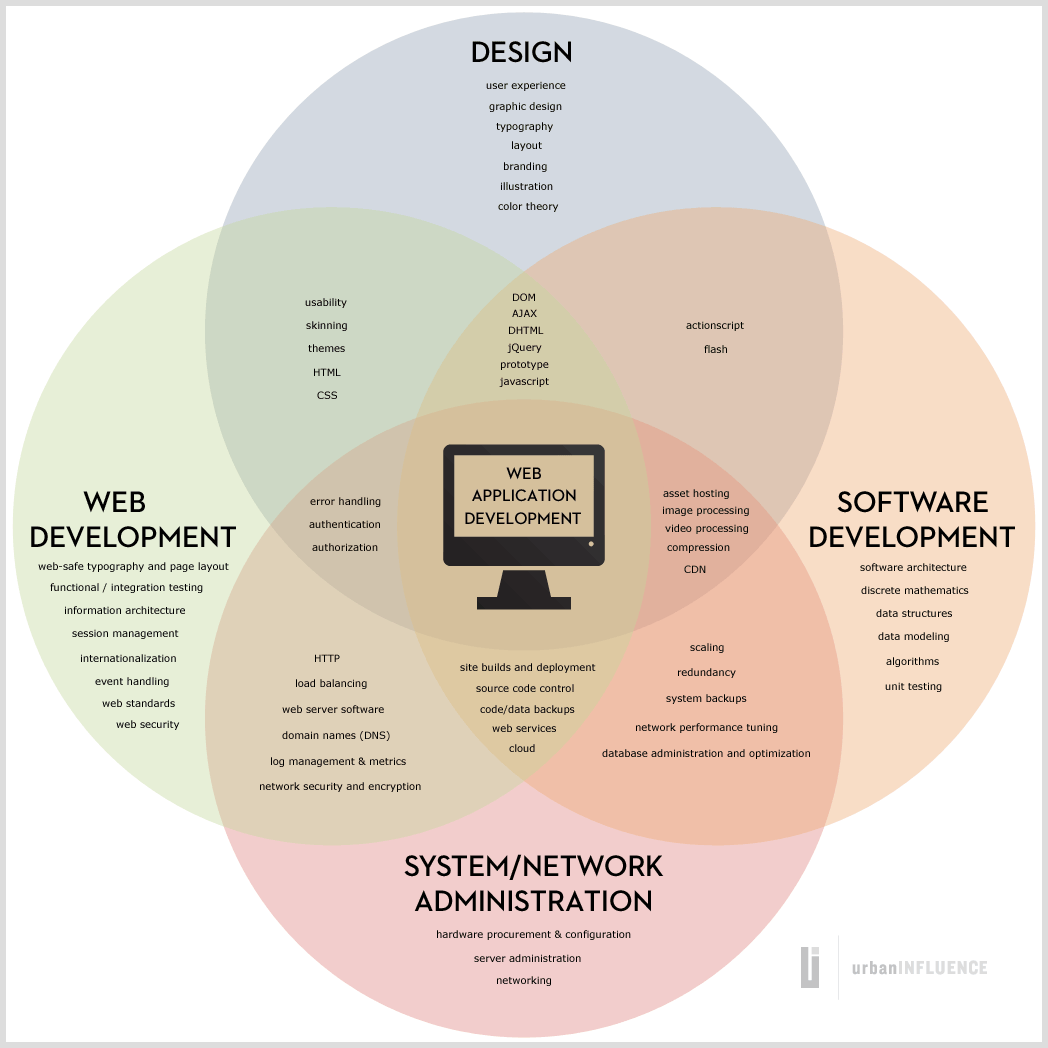 DESIGN
user experience
graphic design
typography
layout
branding
illustration
color theory
usability
skinning
themes
HTML
CSS
DOM
AJAX
DHTML
jQuery
prototype
javascript
actionscript
flash
WEB
DEVELOPMENT
web-safe typography and page layout
functional / integration testing
information architecture
session management
internationalization
event handling
web standards
web security
error handling
authentication
authorization
WEB
APPLICATION
DEVELOPMENT
asset hosting
image processing
video processing
compression
CDN
SOFTWARE
DEVELOPMENT
software architecture
discrete mathematics
data structures
data modeling
algorithms
unit testing
HTTP
load balancing
web server software
domain names (DNS)
log management & metrics
network security and encryption
site builds and deployment
source code control
code/data backups
web services
cloud
scaling
redundancy
system backups
network performance tuning
database administration and optimization
SYSTEM/NETWORK
ADMINISTRATION
hardware procurement & configuration
server administration
networking
urbanINFLUENCE